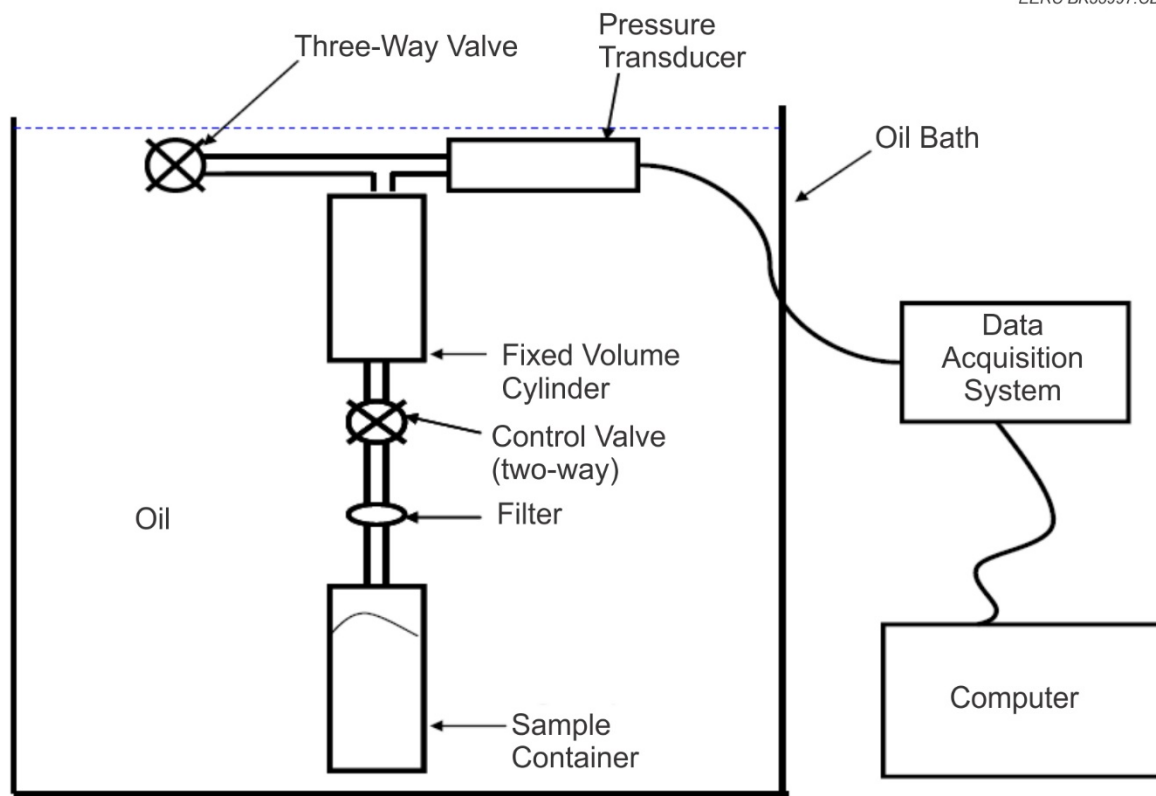 Three-Way Valve
Pressure
Transducer
Oil Bath
Data
Acquisition
System
Fixed Volume
Cylinder
Control Valve
(two-way)
Filter
Oil
Sample
Container
Computer